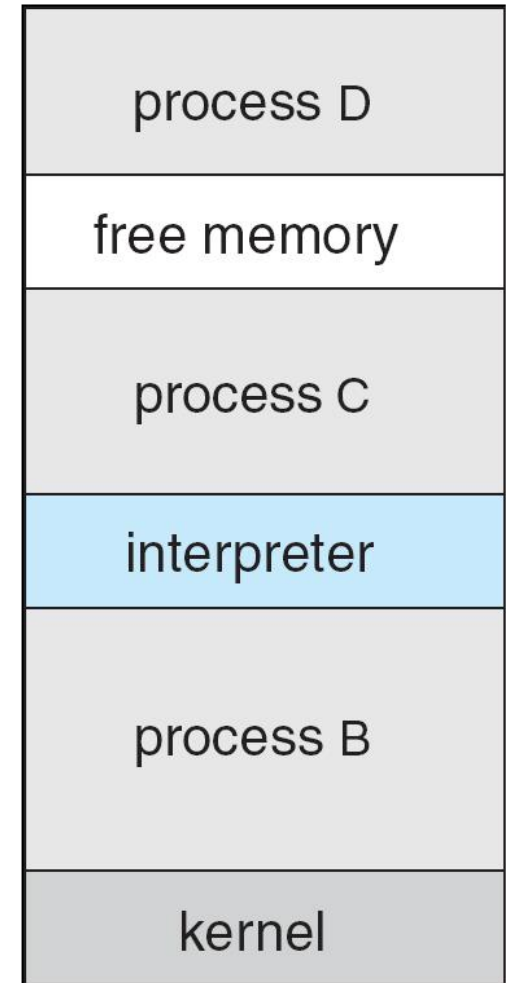 process D
free memory
process C
interpreter
process B
kernel